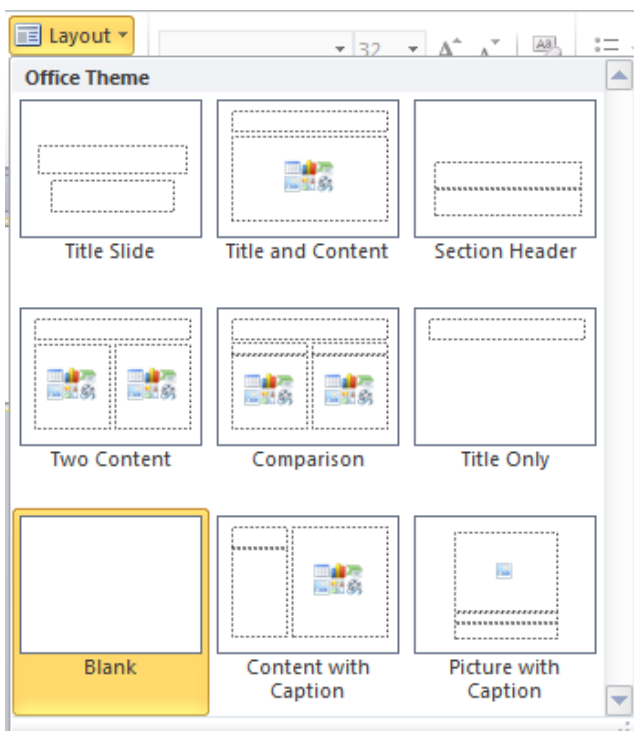 Layout
32
Office Theme
Title Slide
Title and Content
Section Header
Two Content
Comparison
Title Only
Blank
Content with
Caption
Picture with
Caption